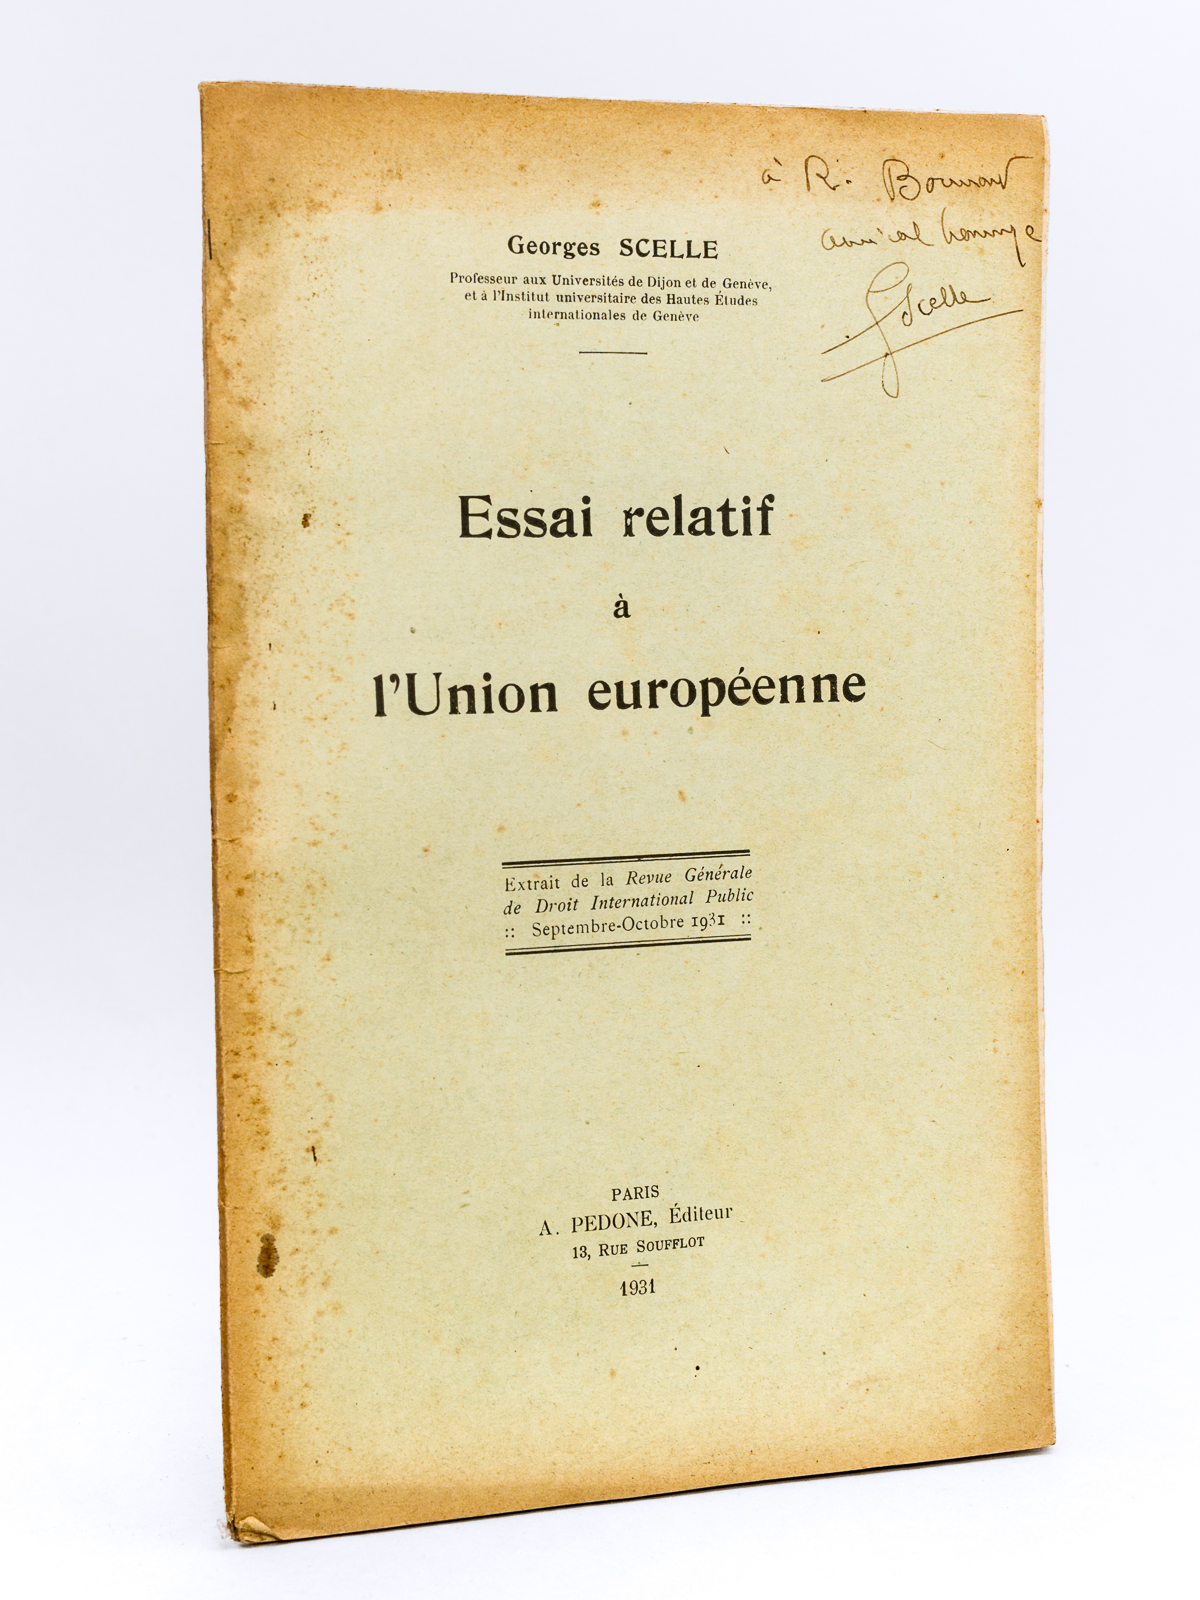 à R. Bonnard
amical hommage
GScelle
Georges SCELLE
Professeur aux Universités de Dijon et de Genève,
et à l'Institut universitaire des Hautes Études
internationales de Genève
Essai relatif
à
l'Union européenne
Extrait de la Revue Générale
de Droit International Public
:: Septembre-Octobre 1931 ::
PARIS
A. PEDONE, Éditeur
13, RUE SOUFFLOT
1931